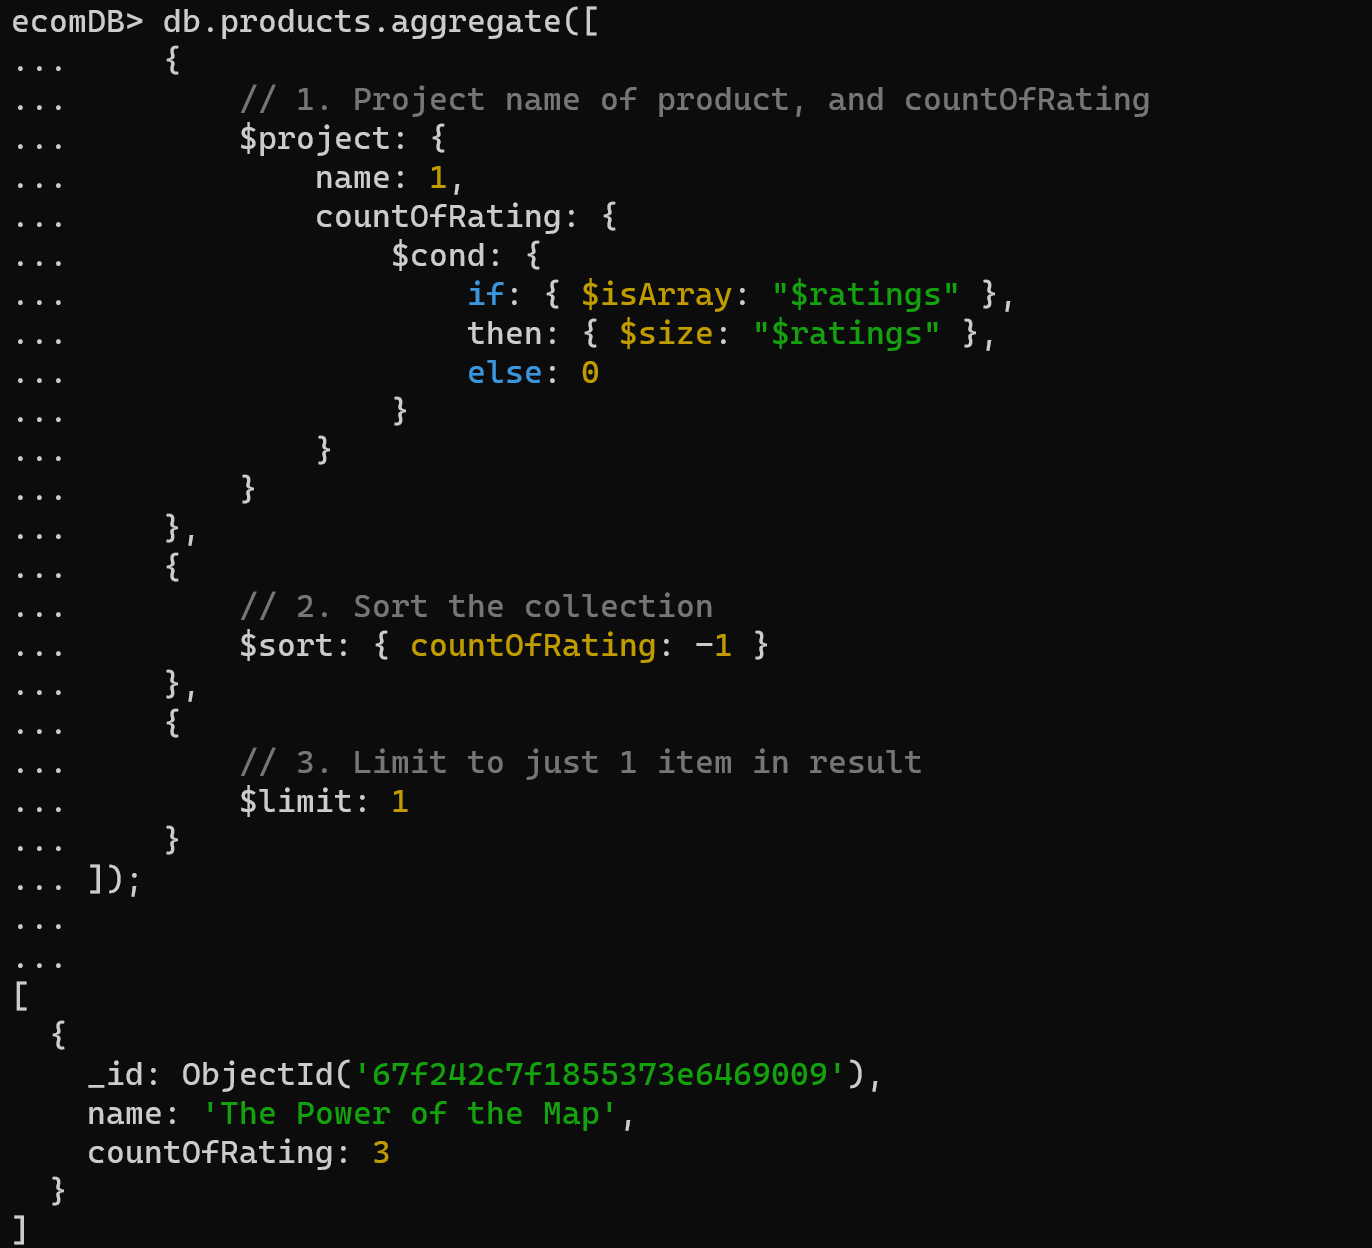 ecomDB> db.products.aggregate([
...     {
...         // 1. Project name of product, and countOfRating
...         $project: {
...             name: 1,
...             countOfRating: {
...                 $cond: {
...                     if: { $isArray: "$ratings" },
...                     then: { $size: "$ratings" },
...                     else: 0
...                 }
...             }
...         }
...     },
...     {
...         // 2. Sort the collection
...         $sort: { countOfRating: -1 }
...     },
...     {
...         // 3. Limit to just 1 item in result
...         $limit: 1
...     }
... ]);
...
...
[
  {
    _id: ObjectId('67f242c7f1855373e6469009'),
    name: 'The Power of the Map',
    countOfRating: 3
  }
]